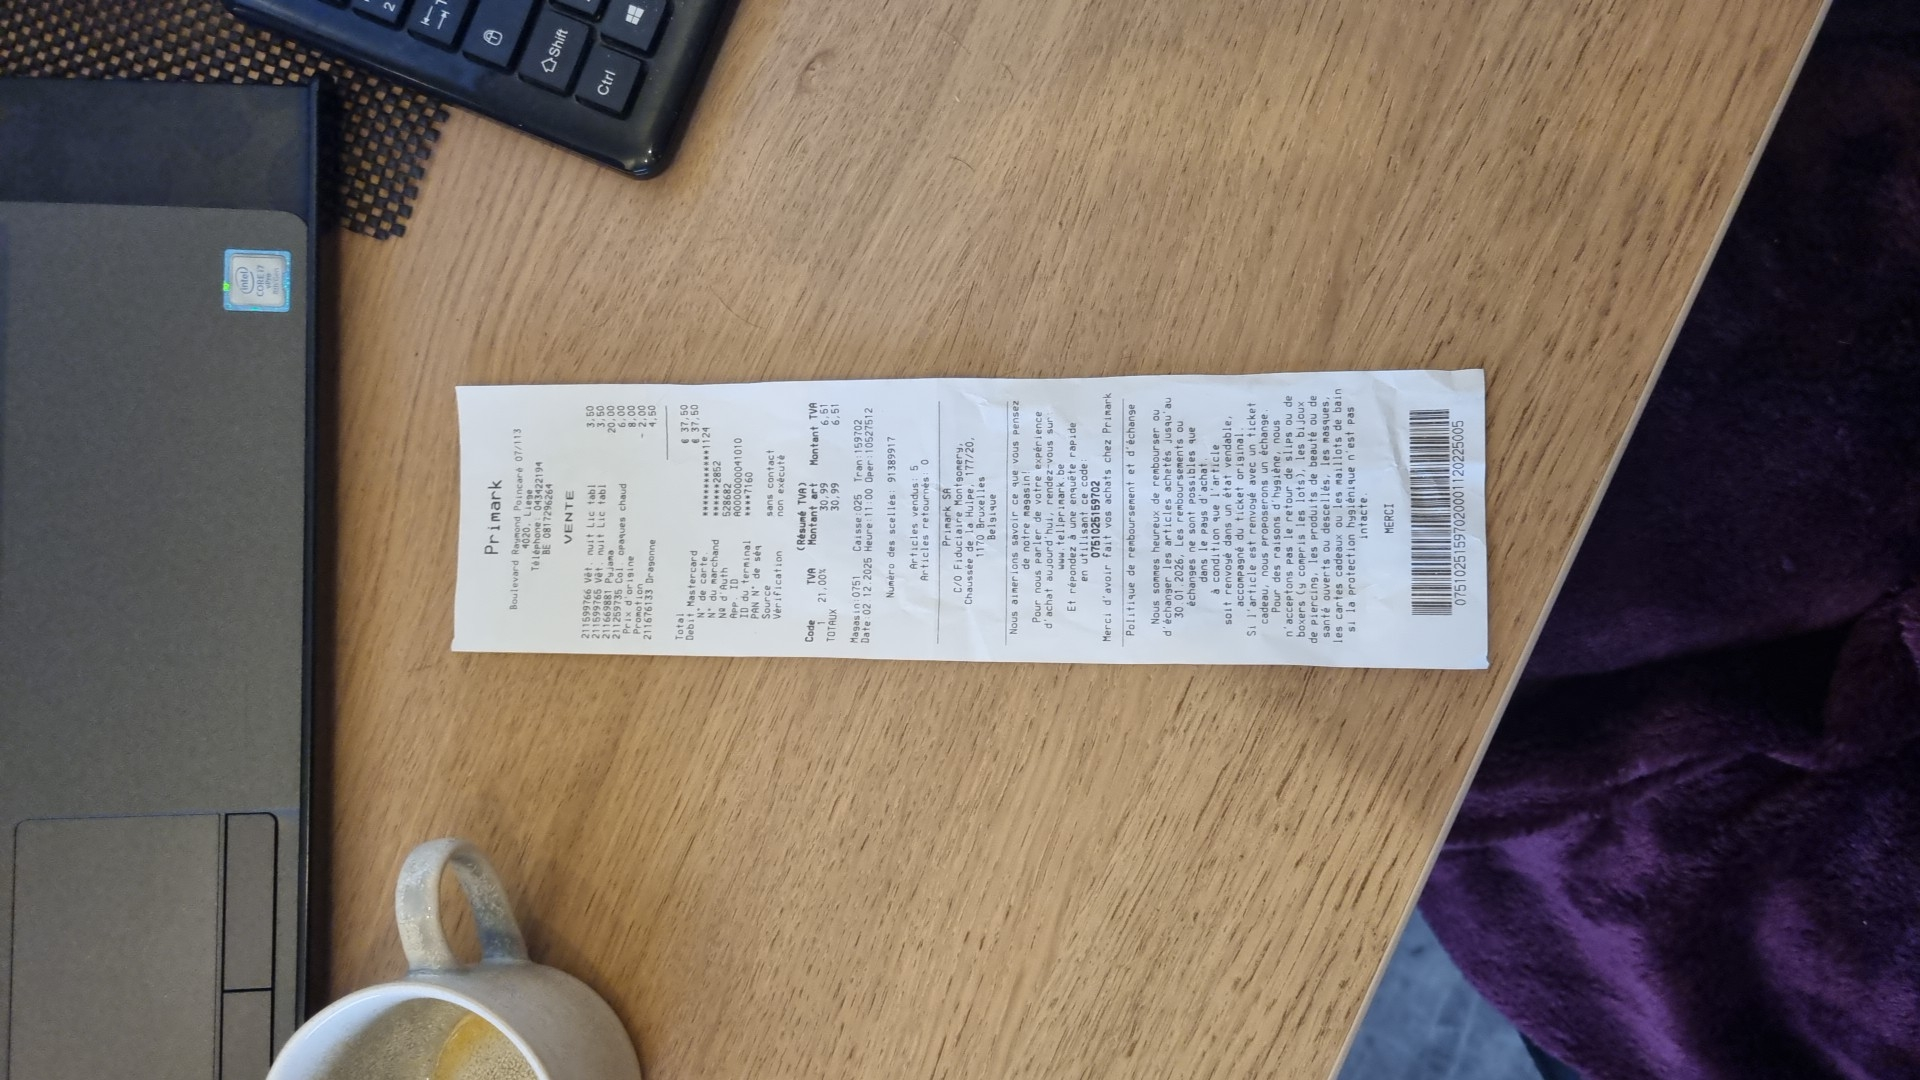 Primark
Boulevard Raymond Poincaré 07/113
4020, Liege
Téléphone: 043422194
BE 0817296264
VENTE
211599766 Vêt. nuit Lic tabl 3,50
211599765 Vêt. nuit Lic tabl 3,50
211669881 Pyjama 20,00
211259735 Col. opaques chaud 6,00
Prix d'origine 8,00
Promotion - 2,00
211676133 Dragonne 4,50
Total € 37,50
Debit Mastercard € 37,50
N° de carte ************1124
N° du marchand ******2852
Nº d'Auth 528682
App. ID A0000000041010
ID du terminal ****7160
PAN N° de séq
Source sans contact
Vérification non exécuté
(Résumé TVA)
Code TVA Montant art Montant TVA
1 21,00% 30,99 6,51
TOTAUX 30,99 6,51
Magasin:0751 Caisse:025 Tran:159702
Date:02.12.2025 Heure:11:00 Oper:10527512
Numéro des scellés: 91389917
Articles vendus: 5
Articles retournés: 0
Primark SA
C/O Fiduciaire Montgomery,
Chaussée de la Hulpe, 177/20,
1170 Bruxelles
Belgique
Nous aimerions savoir ce que vous pensez
de notre magasin!
Pour nous parler de votre expérience
d'achat aujourd'hui, rendez-vous sur:
www.tellprimark.be
Et répondez à une enquête rapide
en utilisant ce code:
0751025159702
Merci d'avoir fait vos achats chez Primark
Politique de remboursement et d'échange
Nous sommes heureux de rembourser ou
d'échanger les articles achetés jusqu'au
30.01.2026. Les remboursements ou
échanges ne sont possibles que
dans le pays d'achat.
à condition que l'article
soit renvoyé dans un état vendable,
accompagné du ticket original.
Si l'article est renvoyé avec un ticket
cadeau, nous proposerons un échange.
Pour des raisons d'hygiène, nous
n'acceptons pas le retour de slips ou de
boxers (y compris les lots), les bijoux
de piercing, les produits de beauté ou de
santé ouverts ou descellés, les masques,
les cartes cadeaux ou les maillots de bain
si la protection hygiénique n'est pas
intacte.
MERCI
Shift
Ctrl
intel
CORE i7
vPro